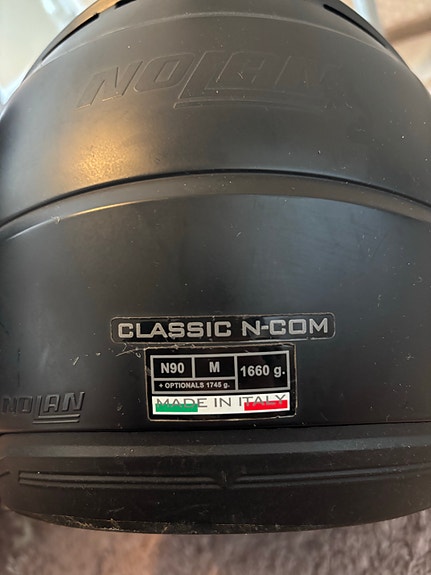 NOLAN
CLASSIC N-COM
N90 M 1660 g.
+ OPTIONALS 1745 g.
MADE IN ITALY
NOLAN